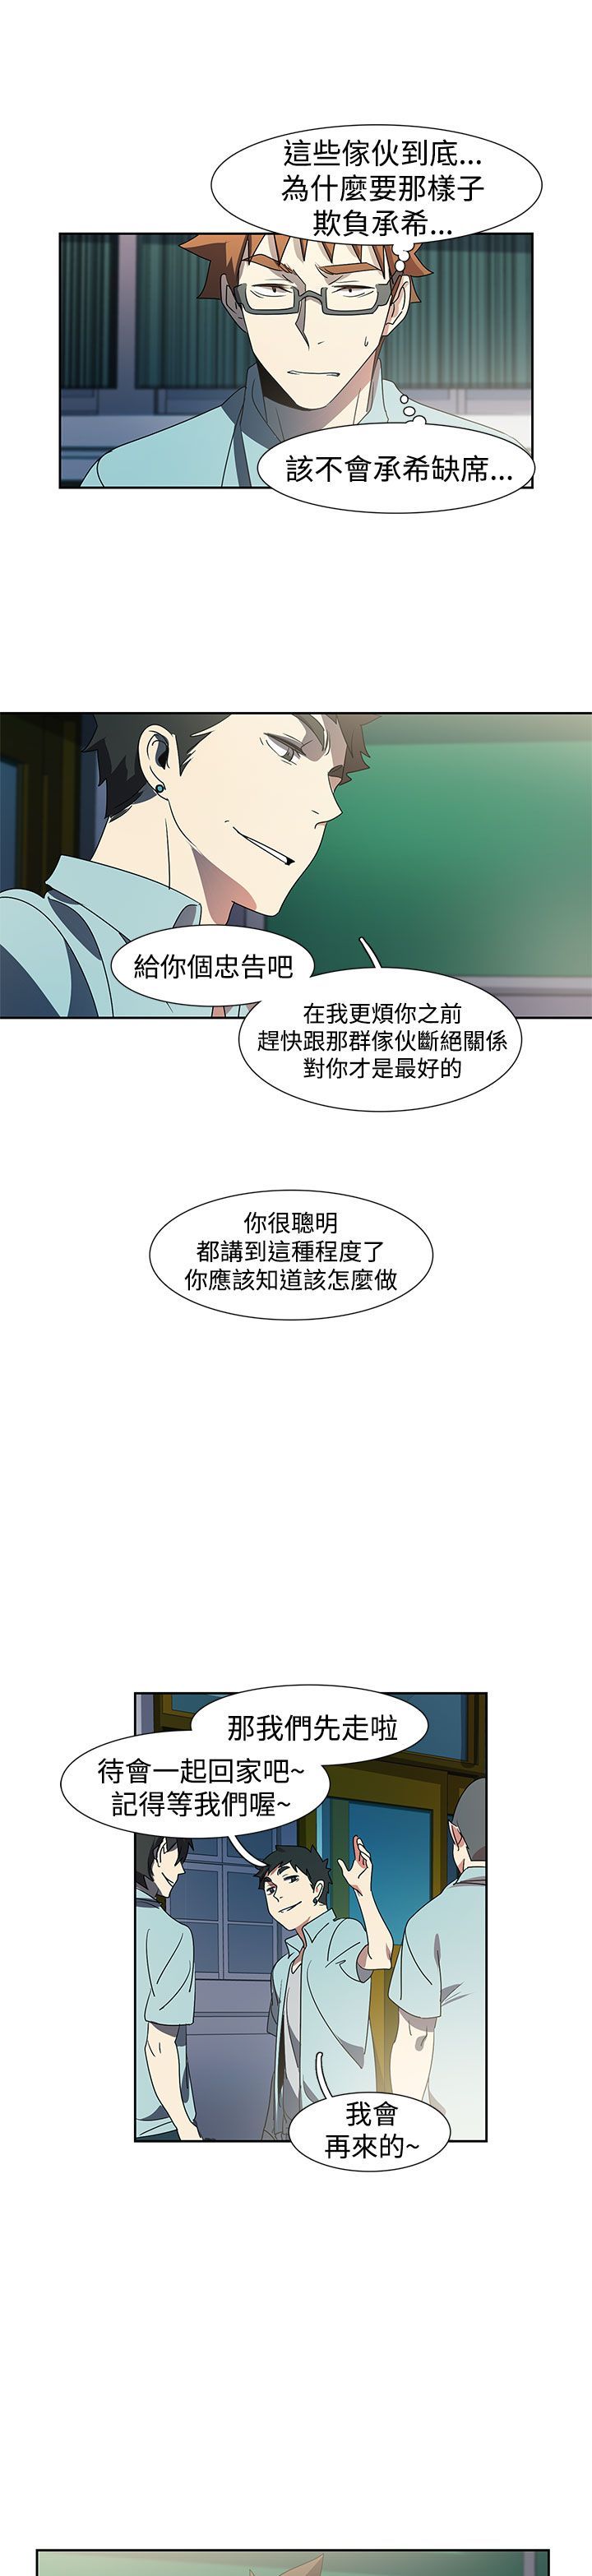 這些傢伙到底...
為什麼要那樣子
欺負承希...
該不會承希缺席...
給你個忠告吧
在我更煩你之前
趕快跟那群傢伙斷絕關係
對你才是最好的
你很聰明
都講到這種程度了
你應該知道該怎麼做
那我們先走啦
待會一起回家吧~
記得等我們喔~
我會
再來的~